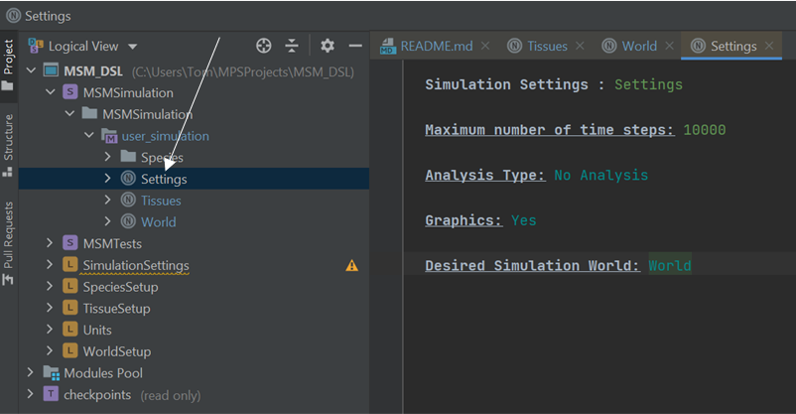 Settings
Project
Structure
Pull Requests
Logical View
MSM_DSL (C:\Users\Tom\MPSProjects\MSM_DSL)
S MSMSimulation
MSMSimulation
M user_simulation
Species
N Settings
N Tissues
N World
S MSMTests
L SimulationSettings
L SpeciesSetup
L TissueSetup
L Units
L WorldSetup
Modules Pool
T checkpoints (read only)
MD README.md
N Tissues
N World
N Settings
Simulation Settings : Settings
Maximum number of time steps: 10000
Analysis Type: No Analysis
Graphics: Yes
Desired Simulation World: World